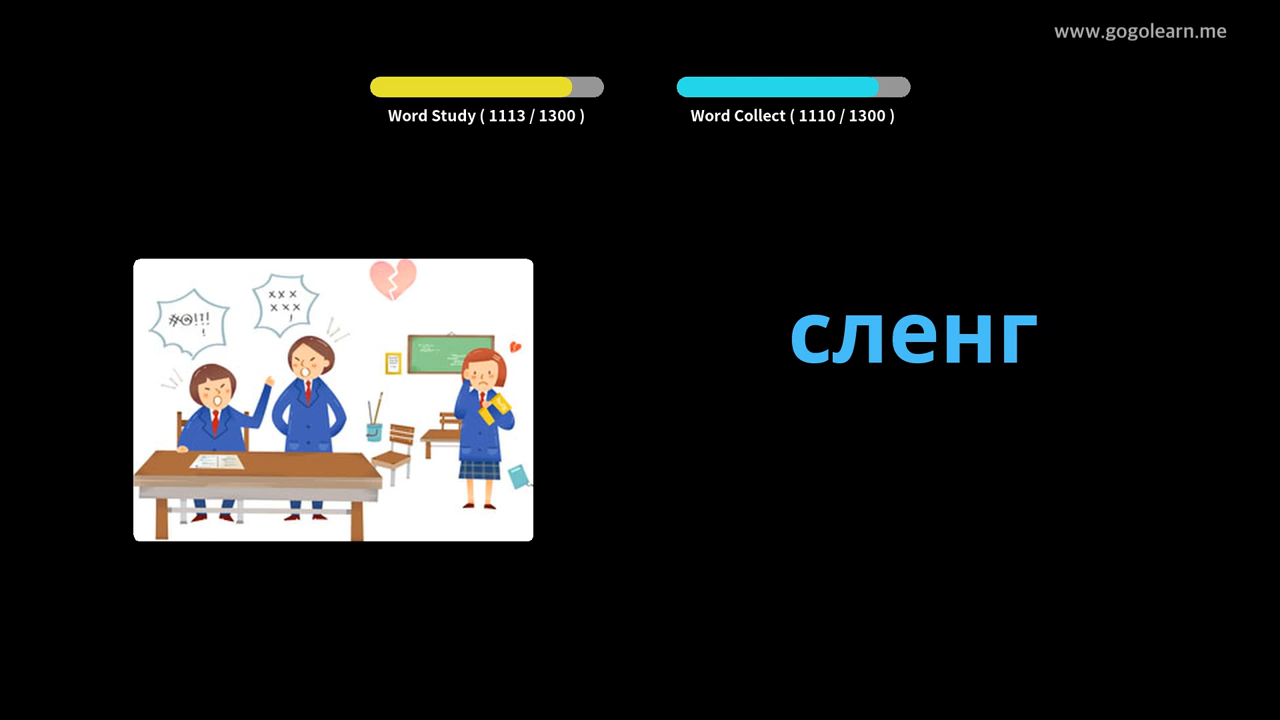 www.gogolearn.me
Word Study ( 1113 / 1300 )
Word Collect ( 1110 / 1300 )
#@!!!
!
x x x
x x x
!
сленг